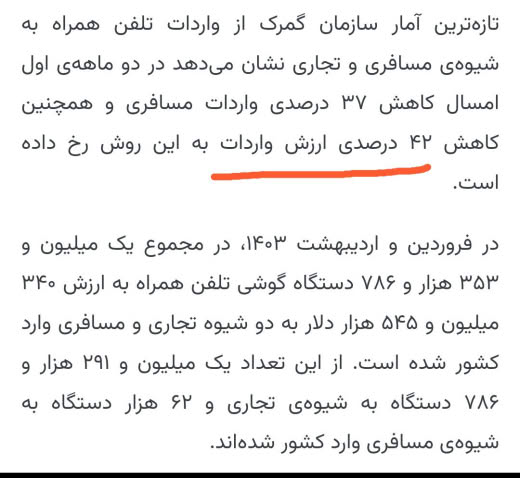 تازه‌ترین آمار سازمان گمرک از واردات تلفن همراه به
شیوه‌ی مسافری و تجاری نشان می‌دهد در دو ماهه‌ی اول
امسال کاهش ۳۷ درصدی واردات مسافری و همچنین
کاهش ۴۲ درصدی ارزش واردات به این روش رخ داده
است.
در فروردین و اردیبهشت ۱۴۰۳، در مجموع یک میلیون و
۳۵۳ هزار و ۷۸۶ دستگاه گوشی تلفن همراه به ارزش ۳۴۰
میلیون و ۵۴۵ هزار دلار به دو شیوه تجاری و مسافری وارد
کشور شده است. از این تعداد یک میلیون و ۲۹۱ هزار و
۷۸۶ دستگاه به شیوه‌ی تجاری و ۶۲ هزار دستگاه به
شیوه‌ی مسافری وارد کشور شده‌اند.